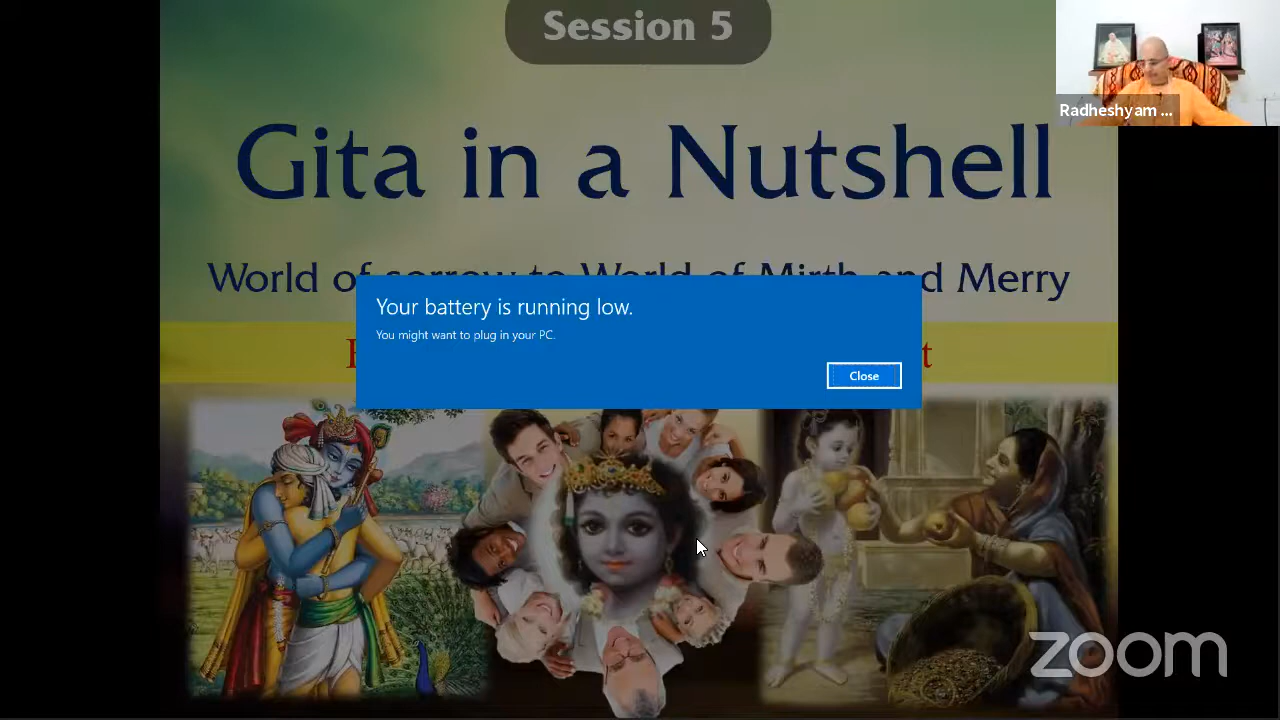 Session 5
Radheshyam ...
Gita in a Nutshell
World of sorrow to World of Mirth and Merry
Your battery is running low.
You might want to plug in your PC.
Close
zoom